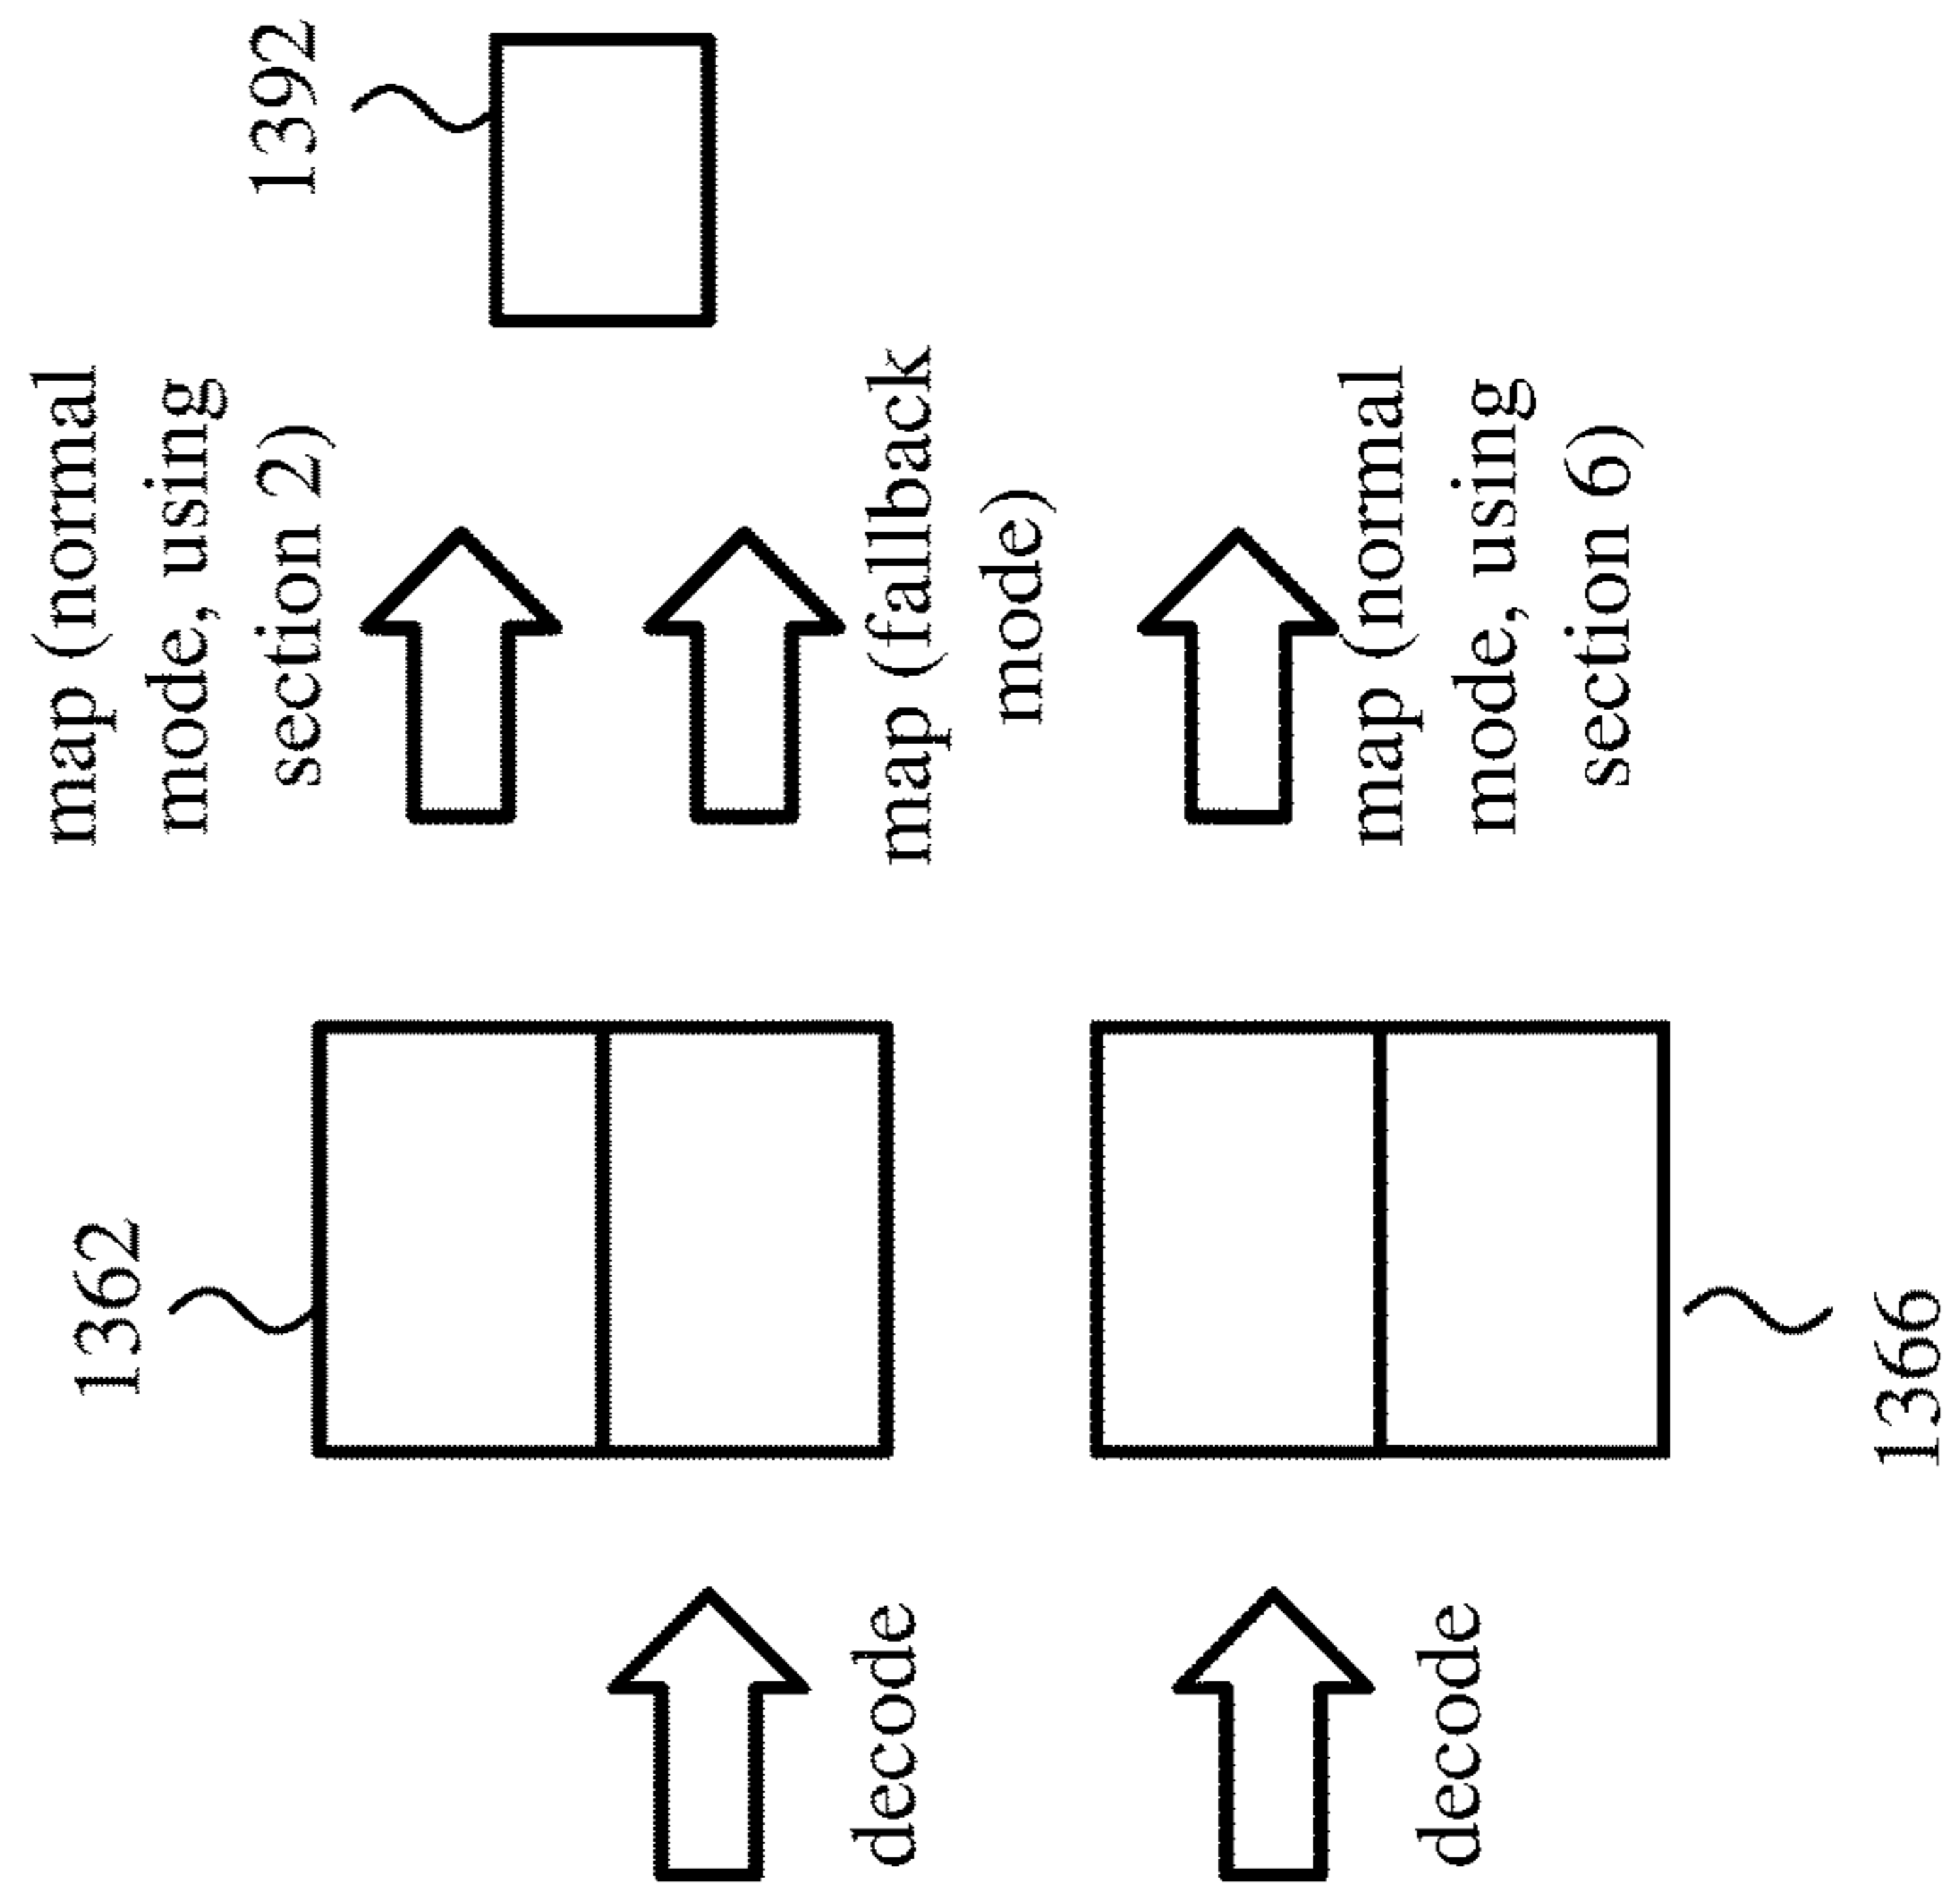 decode
decode
1362
1366
map (normal
mode, using
section 2)
map (fallback
mode)
map (normal
mode, using
section 6)
1392